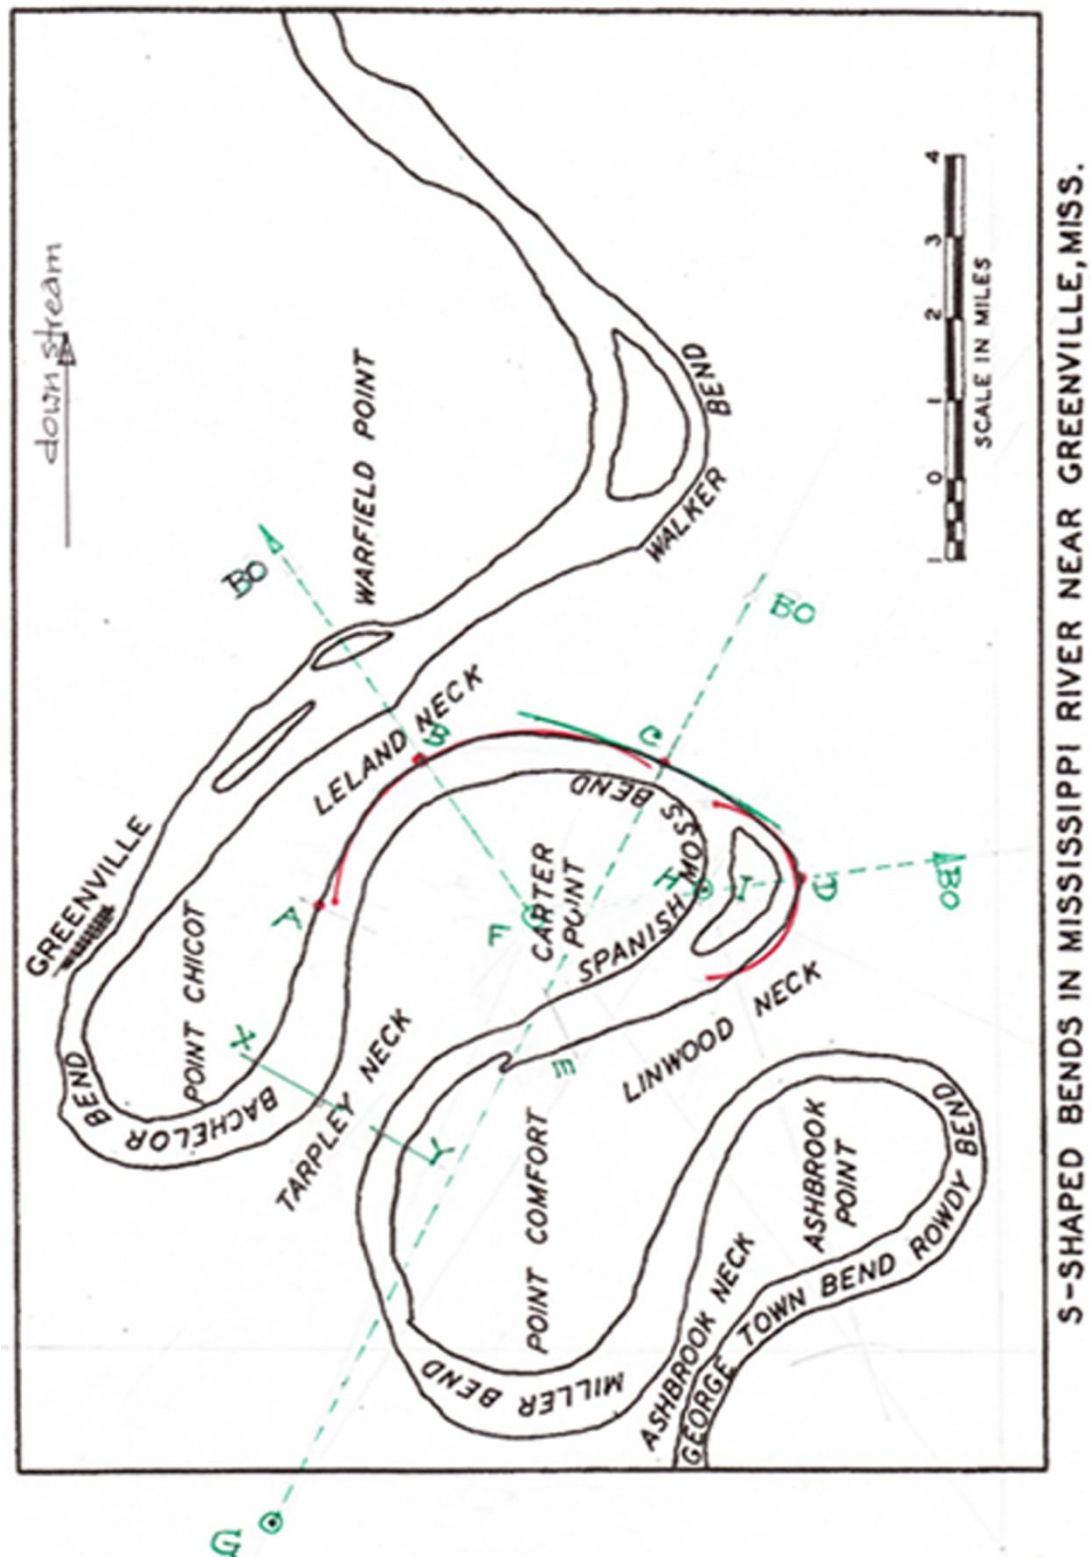 down stream
4
3
2
1
0
1
SCALE IN MILES
BEND
WALKER
WARFIELD POINT
BO
BO
BO
LELAND NECK
B
C
GREENVILLE
A
POINT CHICOT
CARTER
POINT
F
H
I
D
SPANISH MOSS BEND
LINWOOD NECK
X
E
Y
BACHELOR BEND
TARPLEY NECK
POINT COMFORT
ASHBROOK
POINT
ROWDY BEND
MILLER BEND
ASHBROOK NECK
GEORGE TOWN BEND
G
S-SHAPED BENDS IN MISSISSIPPI RIVER NEAR GREENVILLE, MISS.